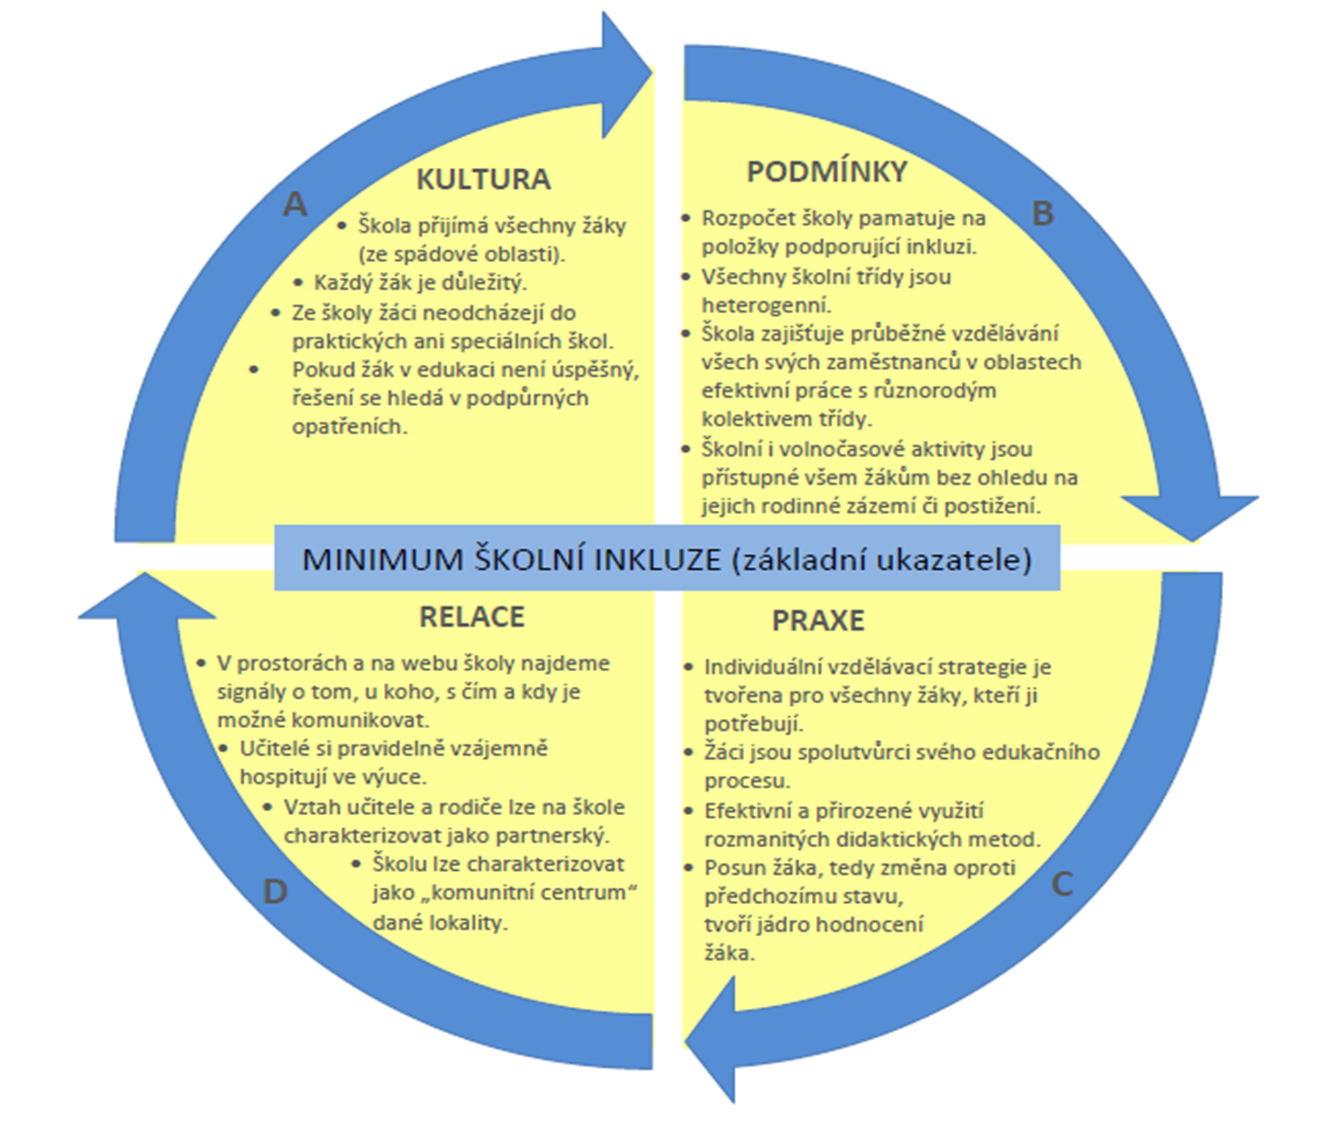 A
KULTURA
• Škola přijímá všechny žáky
(ze spádové oblasti).
• Každý žák je důležitý.
• Ze školy žáci neodcházejí do
praktických ani speciálních škol.
• Pokud žák v edukaci není úspěšný,
řešení se hledá v podpůrných
opatřeních.
B
PODMÍNKY
• Rozpočet školy pamatuje na
položky podporující inkluzi.
• Všechny školní třídy jsou
heterogenní.
• Škola zajišťuje průběžné vzdělávání
všech svých zaměstnanců v oblastech
efektivní práce s různorodým
kolektivem třídy.
• Školní i volnočasové aktivity jsou
přístupné všem žákům bez ohledu na
jejich rodinné zázemí či postižení.
MINIMUM ŠKOLNÍ INKLUZE (základní ukazatele)
PRAXE
• Individuální vzdělávací strategie je
tvořena pro všechny žáky, kteří ji
potřebují.
• Žáci jsou spolutvůrci svého edukačního
procesu.
• Efektivní a přirozené využití
rozmanitých didaktických metod.
• Posun žáka, tedy změna oproti
předchozímu stavu,
tvoří jádro hodnocení
žáka.
C
RELACE
• V prostorách a na webu školy najdeme
signály o tom, u koho, s čím a kdy je
možné komunikovat.
• Učitelé si pravidelně vzájemně
hospitují ve výuce.
• Vztah učitele a rodiče lze na škole
charakterizovat jako partnerský.
• Školu lze charakterizovat
jako „komunitní centrum“
dané lokality.
D